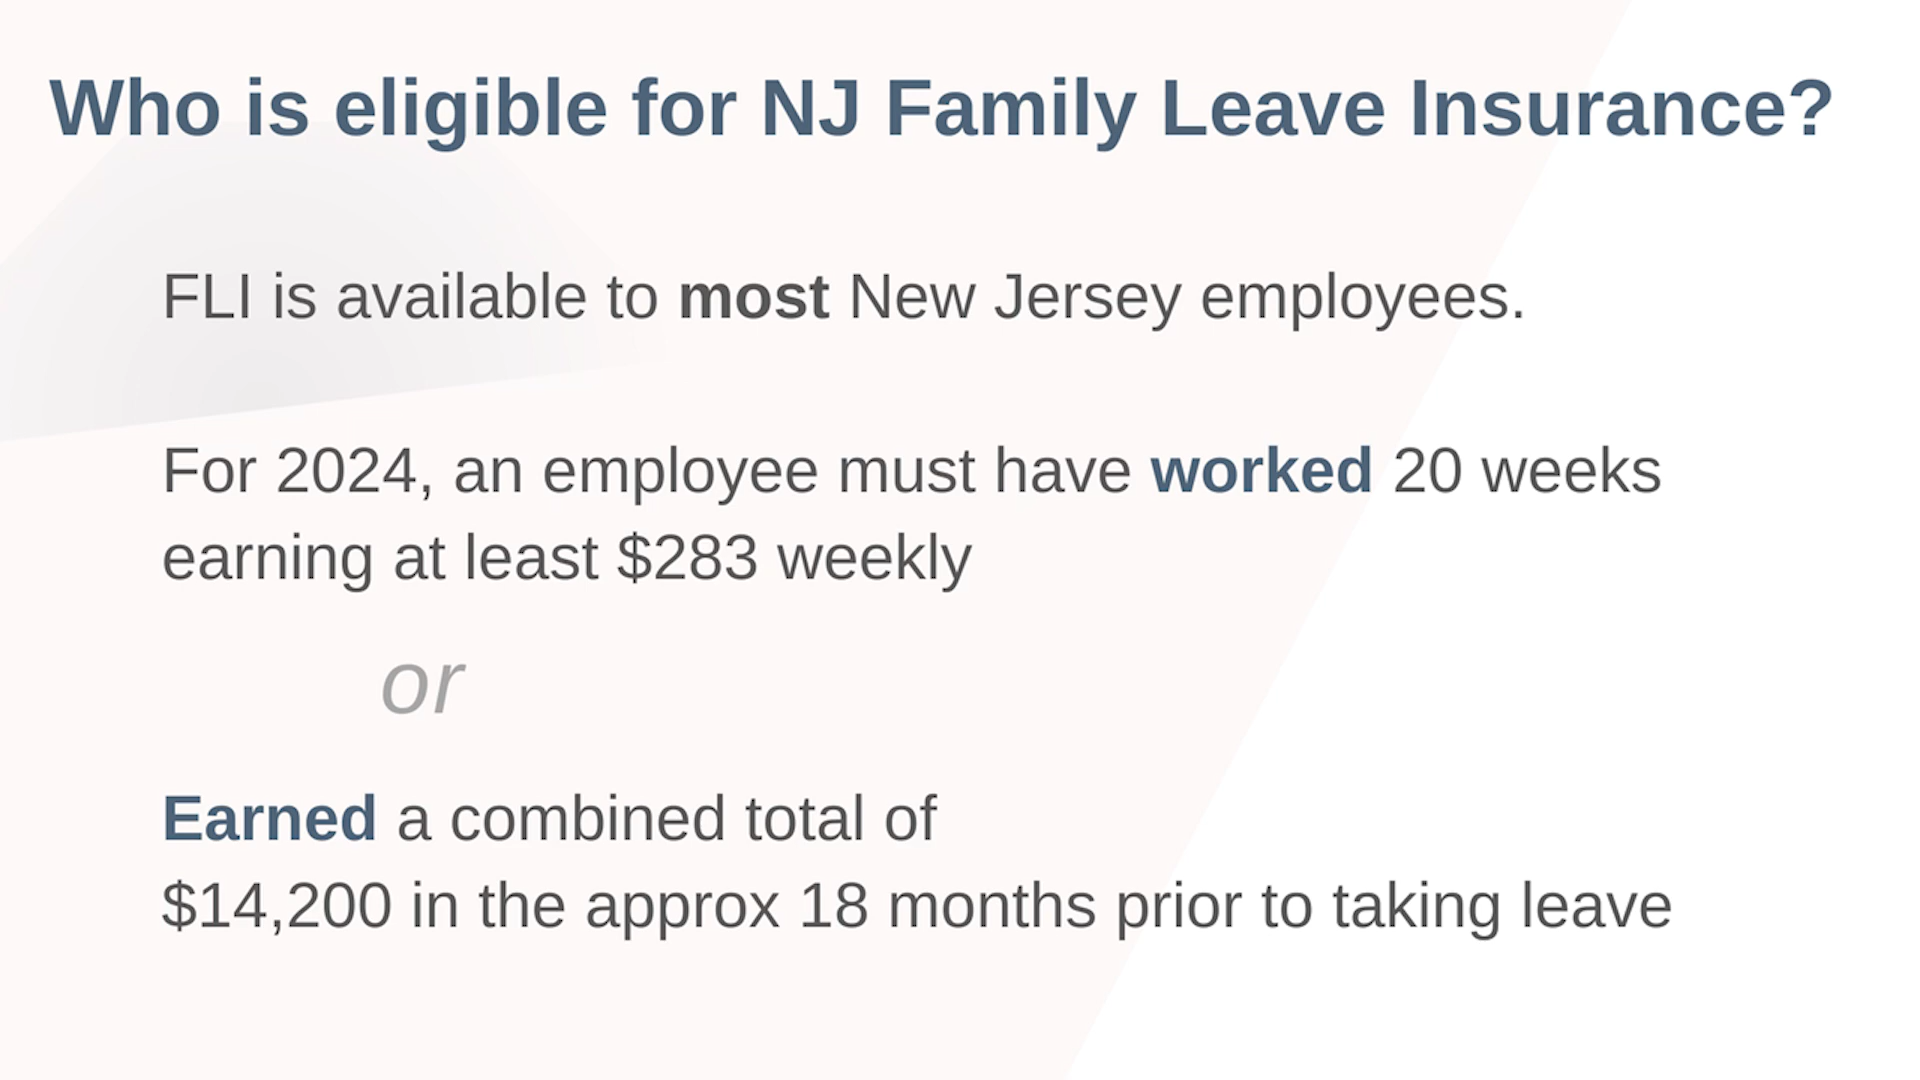 Who is eligible for NJ Family Leave Insurance?
FLI is available to most New Jersey employees.
For 2024, an employee must have worked 20 weeks
earning at least $283 weekly
or
Earned a combined total of
$14,200 in the approx 18 months prior to taking leave